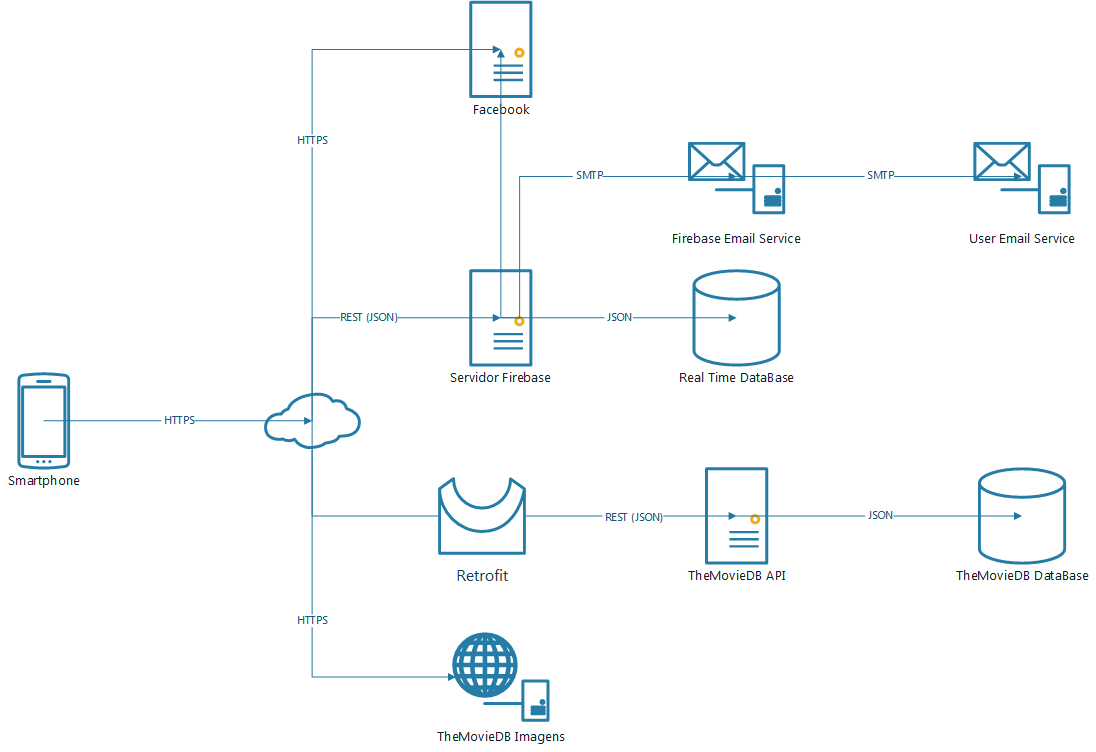 Facebook
HTTPS
SMTP
SMTP
Firebase Email Service
User Email Service
REST (JSON)
JSON
Servidor Firebase
Real Time DataBase
HTTPS
Smartphone
REST (JSON)
JSON
Retrofit
TheMovieDB API
TheMovieDB DataBase
HTTPS
TheMovieDB Imagens